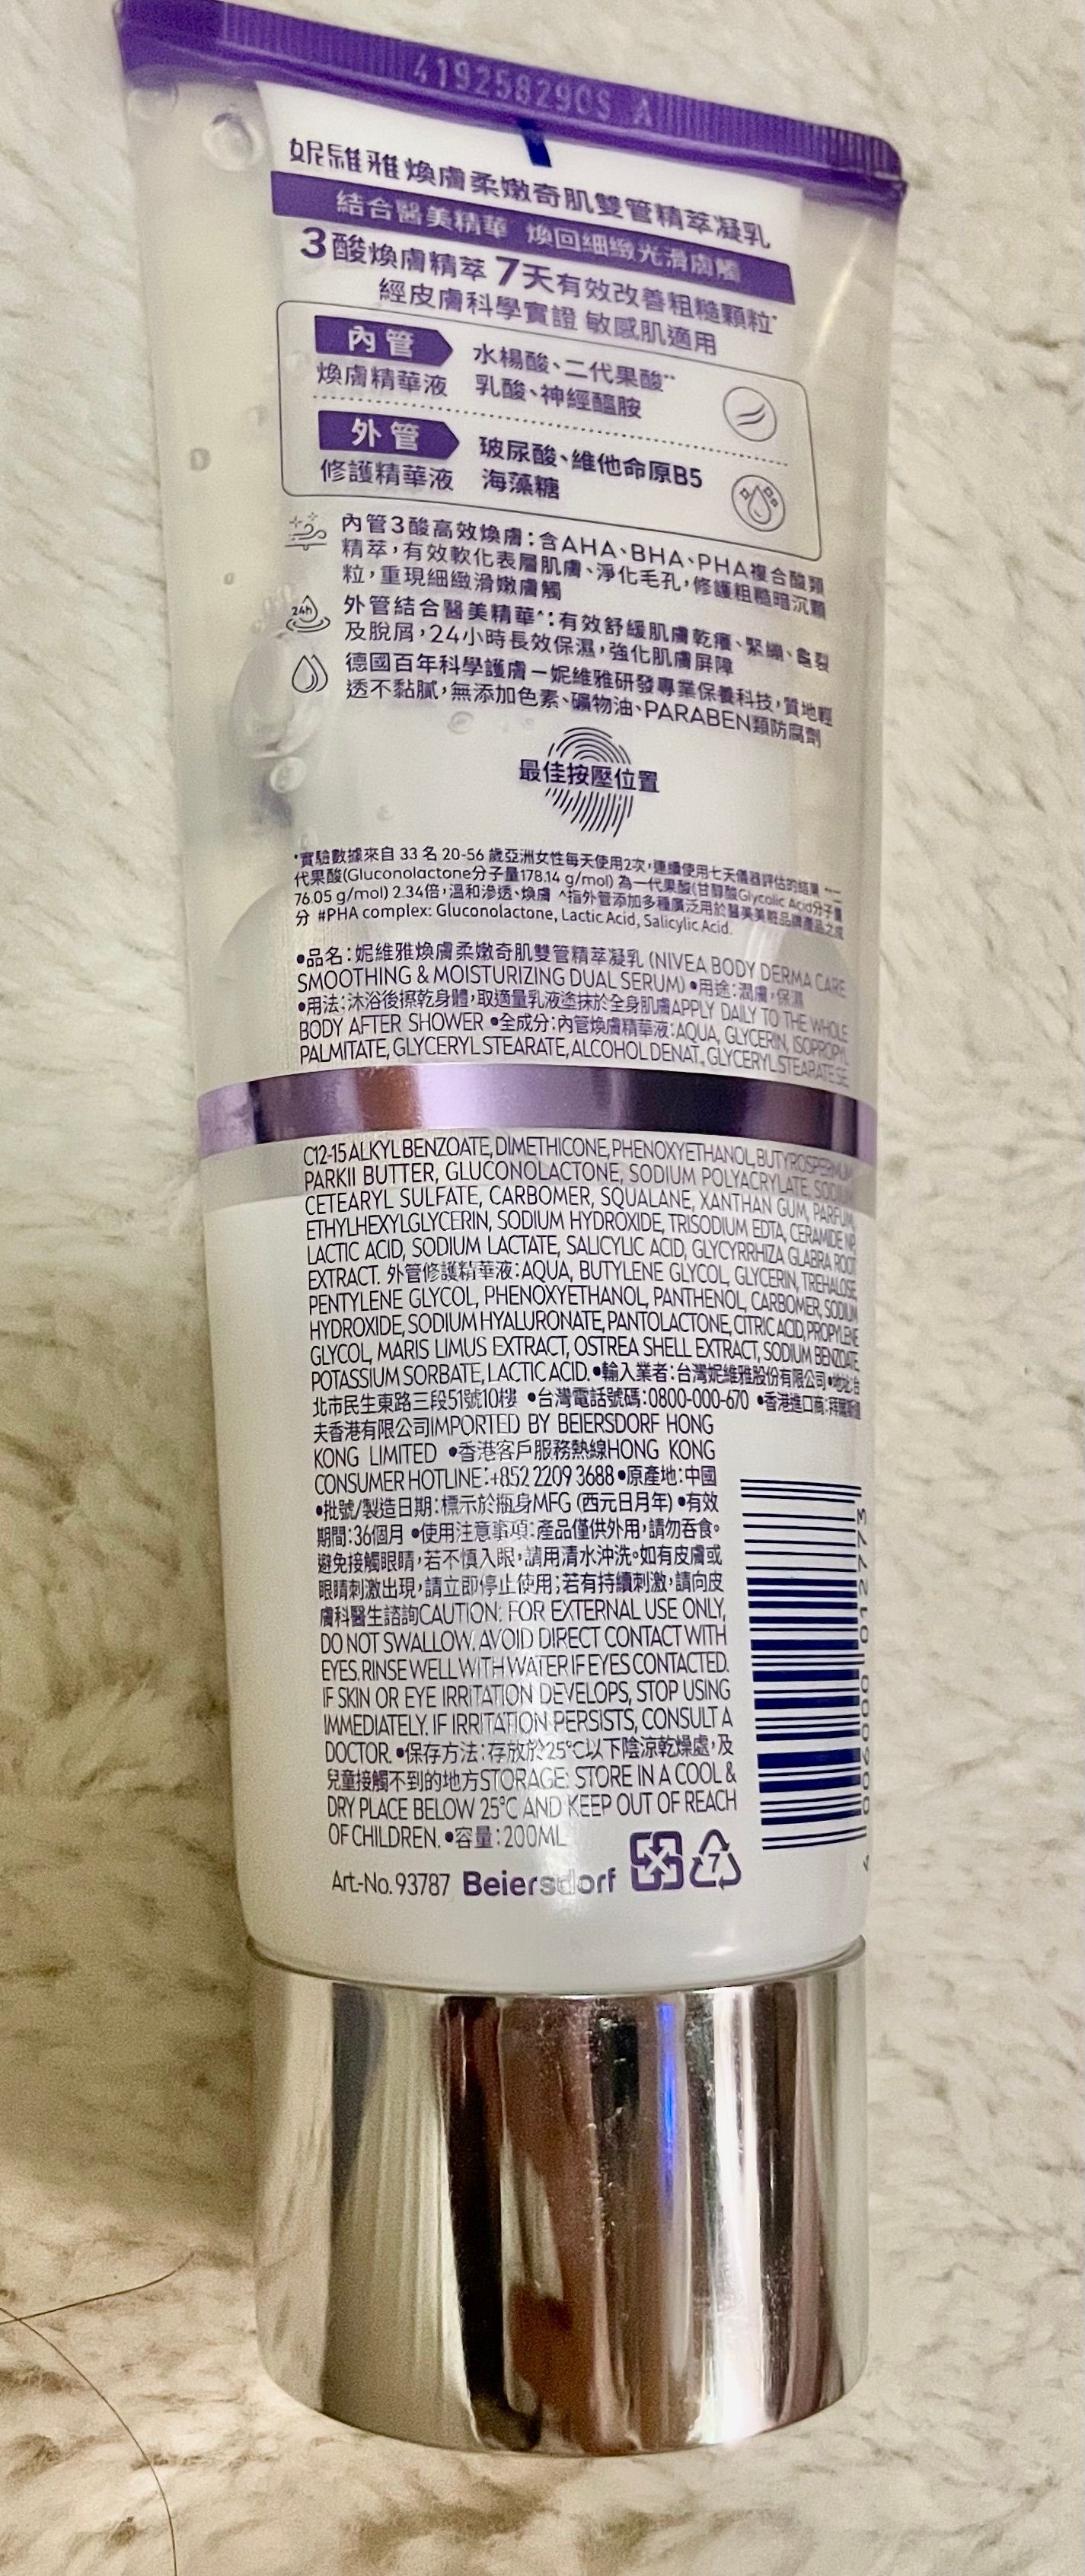 41925829OS A
妮維雅煥膚柔嫩奇肌雙管精萃凝乳
結合醫美精華 煥回細緻光滑膚觸
3酸煥膚精萃7天有效改善粗糙顆粒*
經皮膚科學實證 敏感肌適用
內管
水楊酸、二代果酸**
煥膚精華液
乳酸、神經醯胺
外管
玻尿酸、維他命原B5
修護精華液
海藻糖
內管3酸高效煥膚:含AHA、BHA、PHA複合酸類
精萃,有效軟化表層肌膚、淨化毛孔,修護粗糙暗沉顆
粒,重現細緻滑嫩膚觸
24h
外管結合醫美精華^:有效舒緩肌膚乾癢、緊繃、龜裂
及脫屑,24小時長效保濕,強化肌膚屏障
德國百年科學護膚-妮維雅研發專業保養科技,質地輕
透不黏膩,無添加色素、礦物油、PARABEN類防腐劑
最佳按壓位置
*實驗數據來自 33 名 20-56 歲亞洲女性每天使用2次,連續使用七天儀器評估的結果 **二
代果酸(Gluconolactone分子量178.14 g/mol) 為一代果酸(甘醇酸Glycolic Acid分子量
76.05 g/mol) 2.34倍,溫和滲透、煥膚 ^指外管添加多種廣泛用於醫美美粧品牌產品之成
分 #PHA complex: Gluconolactone, Lactic Acid, Salicylic Acid.
●品名:妮維雅煥膚柔嫩奇肌雙管精萃凝乳 (NIVEA BODY DERMA CARE
SMOOTHING & MOISTURIZING DUAL SERUM) ●用途:潤膚,保濕
●用法:沐浴後擦乾身體,取適量乳液塗抹於全身肌膚APPLY DAILY TO THE WHOLE
BODY AFTER SHOWER ●全成分:內管煥膚精華液:AQUA, GLYCERIN, ISOPROPYL
PALMITATE, GLYCERYL STEARATE, ALCOHOL DENAT., GLYCERYL STEARATE SE,
C12-15 ALKYL BENZOATE, DIMETHICONE, PHENOXYETHANOL, BUTYROSPERMUM
PARKII BUTTER, GLUCONOLACTONE, SODIUM POLYACRYLATE, SODIUM
CETEARYL SULFATE, CARBOMER, SQUALANE, XANTHAN GUM, PARFUM,
ETHYLHEXYLGLYCERIN, SODIUM HYDROXIDE, TRISODIUM EDTA, CERAMIDE NP,
LACTIC ACID, SODIUM LACTATE, SALICYLIC ACID, GLYCYRRHIZA GLABRA ROOT
EXTRACT. 外管修護精華液:AQUA, BUTYLENE GLYCOL, GLYCERIN, TREHALOSE,
PENTYLENE GLYCOL, PHENOXYETHANOL, PANTHENOL, CARBOMER, SODIUM
HYDROXIDE, SODIUM HYALURONATE, PANTOLACTONE, CITRIC ACID, PROPYLENE
GLYCOL, MARIS LIMUS EXTRACT, OSTREA SHELL EXTRACT, SODIUM BENZOATE,
POTASSIUM SORBATE, LACTIC ACID. ●輸入業者:台灣妮維雅股份有限公司●地址:台
北市民生東路三段51號10樓 ●台灣電話號碼:0800-000-670 ●香港進口商:拜爾斯道
夫香港有限公司IMPORTED BY BEIERSDORF HONG
KONG LIMITED ●香港客戶服務熱線HONG KONG
CONSUMER HOTLINE:+852 2209 3688 ●原產地:中國
●批號/製造日期:標示於瓶身MFG (西元日月年) ●有效
期間:36個月 ●使用注意事項:產品僅供外用,請勿吞食。
避免接觸眼睛,若不慎入眼,請用清水沖洗。如有皮膚或
眼睛刺激出現,請立即停止使用;若有持續刺激,請向皮
膚科醫生諮詢CAUTION: FOR EXTERNAL USE ONLY,
DO NOT SWALLOW. AVOID DIRECT CONTACT WITH
EYES. RINSE WELL WITH WATER IF EYES CONTACTED.
IF SKIN OR EYE IRRITATION DEVELOPS, STOP USING
IMMEDIATELY. IF IRRITATION PERSISTS, CONSULT A
DOCTOR. ●保存方法:存放於25°C以下陰涼乾燥處,及
兒童接觸不到的地方STORAGE: STORE IN A COOL &
DRY PLACE BELOW 25°C AND KEEP OUT OF REACH
OF CHILDREN. ●容量:200ML
Art.-No. 93787 Beiersdorf
7